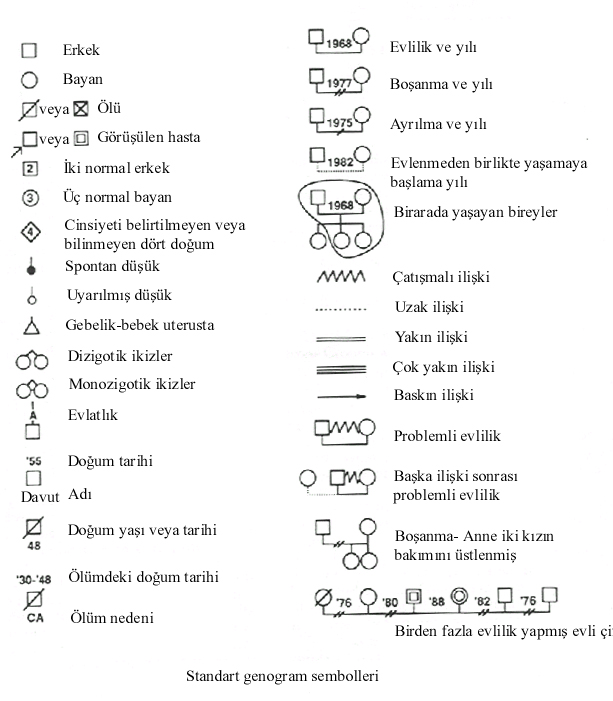 Erkek
Bayan
veya Ölü
veya Görüşülen hasta
2 İki normal erkek
3 Üç normal bayan
4 Cinsiyeti belirtilmeyen veya
bilinmeyen dört doğum
Spontan düşük
Uyarılmış düşük
Gebelik-bebek uterusta
Dizigotik ikizler
Monozigotik ikizler
A Evlatlık
'55 Doğum tarihi
Davut Adı
48 Doğum yaşı veya tarihi
'30-'48 Ölümdeki doğum tarihi
CA Ölüm nedeni
1968 Evlilik ve yılı
1977 Boşanma ve yılı
1975 Ayrılma ve yılı
1982 Evlenmeden birlikte yaşamaya
başlama yılı
1968 Birarada yaşayan bireyler
Çatışmalı ilişki
Uzak ilişki
Yakın ilişki
Çok yakın ilişki
Baskın ilişki
Problemli evlilik
Başka ilişki sonrası
problemli evlilik
Boşanma- Anne iki kızın
bakımını üstlenmiş
'76 '80 '88 '82 '76
Birden fazla evlilik yapmış evli çi
Standart genogram sembolleri